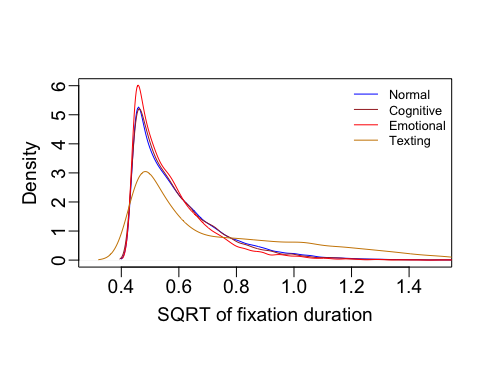 Normal
Cognitive
Emotional
Texting
Density
6
5
4
3
2
1
0
0.4 0.6 0.8 1.0 1.2 1.4
SQRT of fixation duration